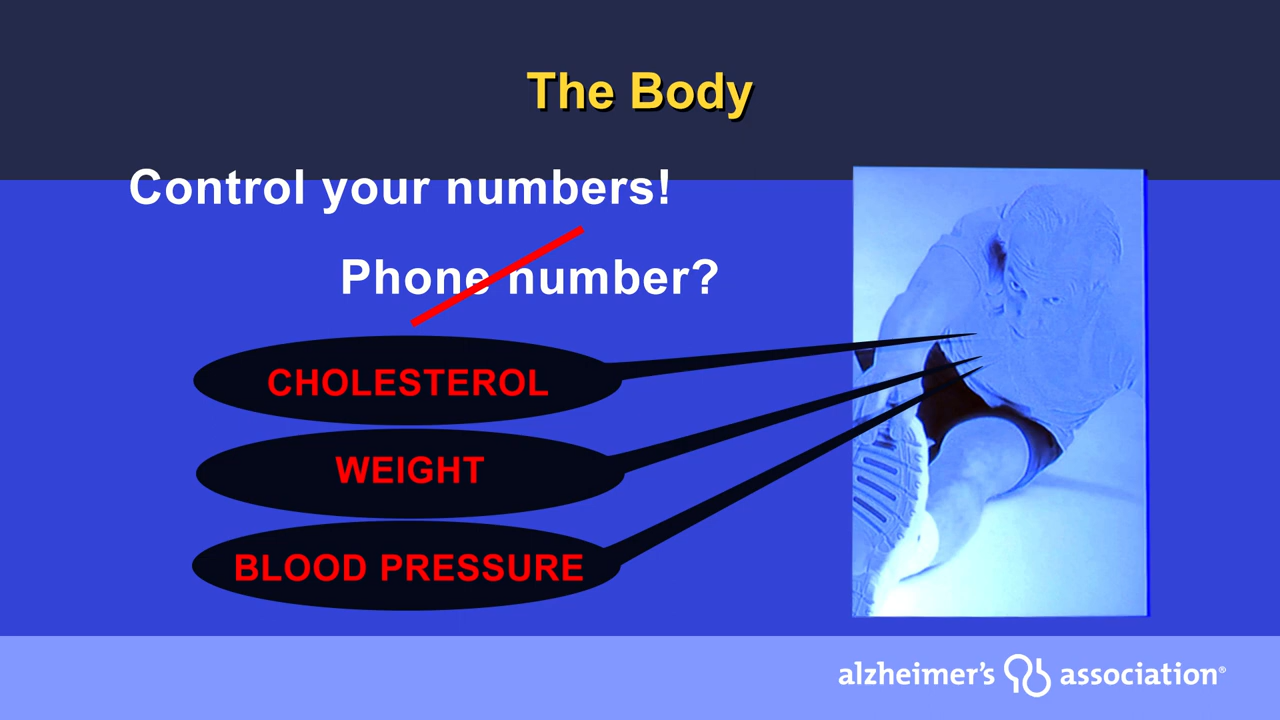 The Body
Control your numbers!
Phone number?
CHOLESTEROL
WEIGHT
BLOOD PRESSURE
alzheimer's association®